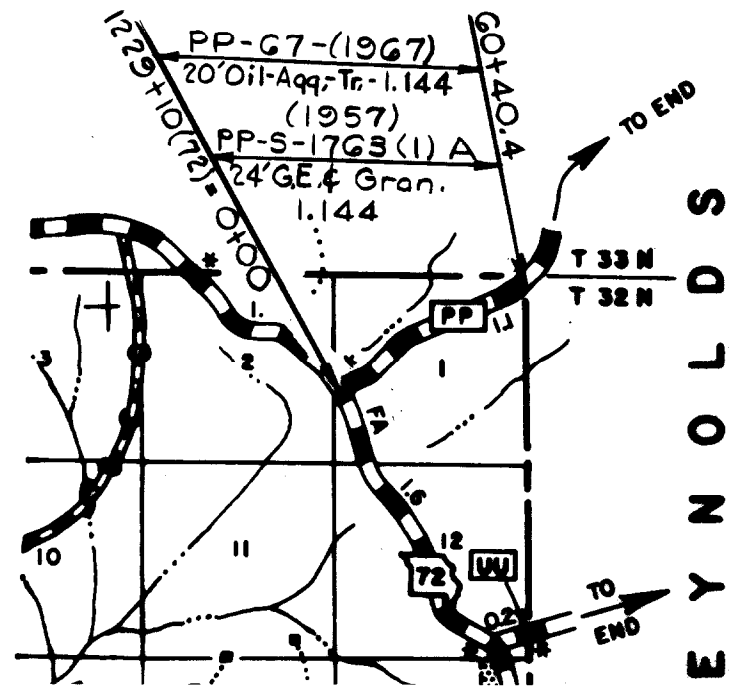 PP-67-(1967)
20'Oil-Agg,-Tr.-1.144
(1957)
PP-S-1763(1) A
24'G.E.& Gran.
1.144
1229+10(72)=0+00
60+40.4
TO END
T 33 N
T 32 N
*
1.
PP
1.1
3
2
1
FA
1.6
10
11
12
72
UU
0.2
TO
END
*
*
EYNOLDS